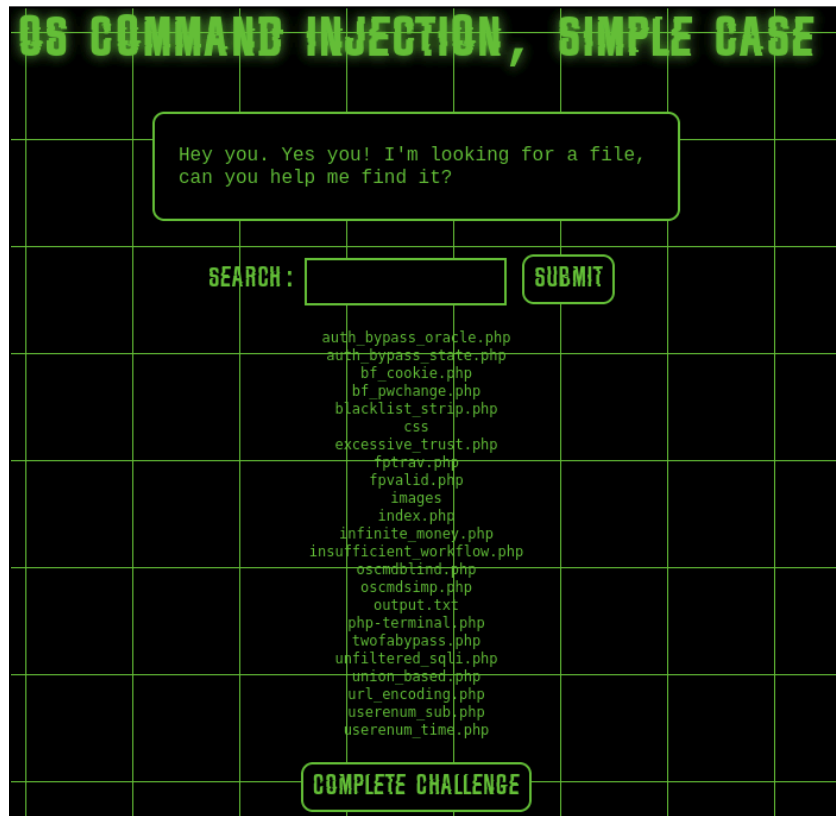 OS COMMAND INJECTION, SIMPLE CASE
Hey you. Yes you! I'm looking for a file,
can you help me find it?
SEARCH: SUBMIT
auth_bypass_oracle.php
auth_bypass_state.php
bf_cookie.php
bf_pwchange.php
blacklist_strip.php
css
excessive_trust.php
fptrav.php
fpvalid.php
images
index.php
infinite_money.php
insufficient_workflow.php
oscmdblind.php
oscmdsimp.php
output.txt
php-terminal.php
twofabypass.php
unfiltered_sqli.php
union_based.php
url_encoding.php
userenum_sub.php
userenum_time.php
COMPLETE CHALLENGE